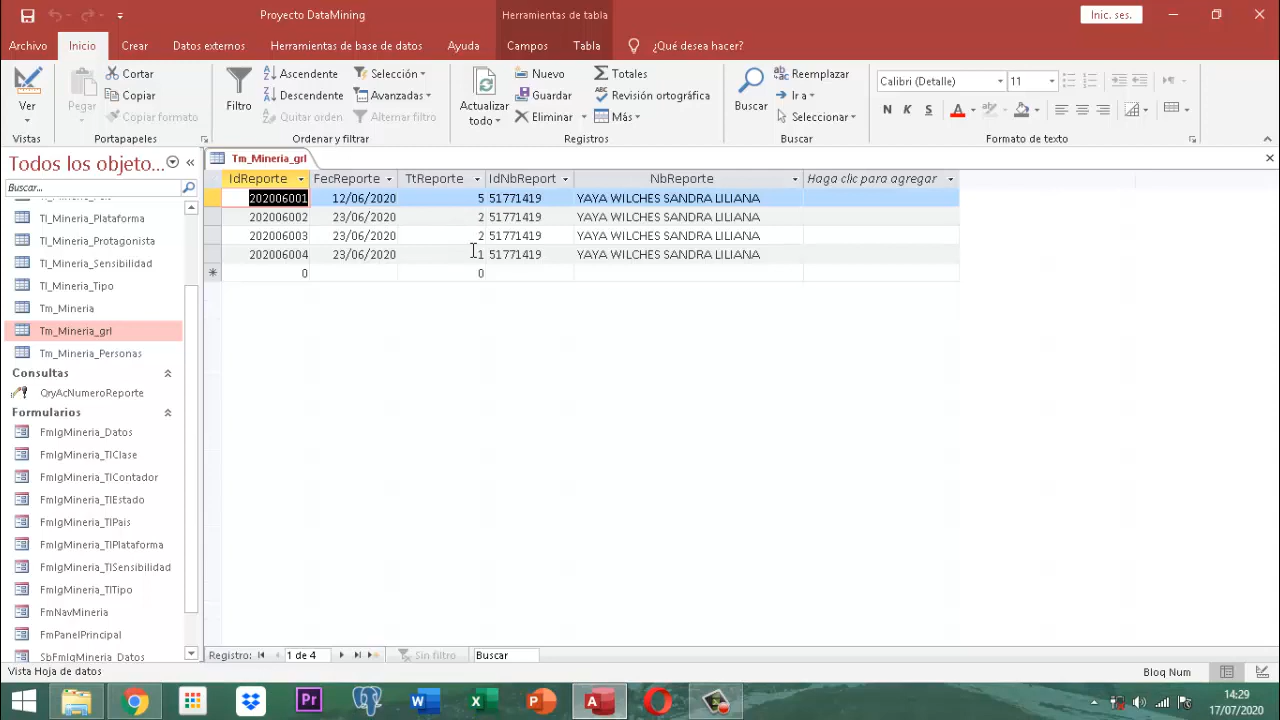 Proyecto DataMining
Herramientas de tabla
Inic. ses.
Archivo
Inicio
Crear
Datos externos
Herramientas de base de datos
Ayuda
Campos
Tabla
¿Qué desea hacer?
Ver
Vistas
Pegar
Cortar
Copiar
Copiar formato
Portapapeles
Filtro
Ascendente
Descendente
Quitar orden
Selección
Avanzadas
Alternar filtro
Ordenar y filtrar
Actualizar todo
Nuevo
Guardar
Eliminar
Totales
Revisión ortográfica
Más
Registros
Buscar
Reemplazar
Ir a
Seleccionar
Buscar
Calibri (Detalle) 11
N K S A
Formato de texto
Todos los objeto...
Buscar...
Tl_Mineria_Plataforma
Tl_Mineria_Protagonista
Tl_Mineria_Sensibilidad
Tl_Mineria_Tipo
Tm_Mineria
Tm_Mineria_grl
Tm_Mineria_Personas
Consultas
QryAcNumeroReporte
Formularios
FmIgMineria_Datos
FmIgMineria_TlClase
FmIgMineria_TlContador
FmIgMineria_TlEstado
FmIgMineria_TlPais
FmIgMineria_TlPlataforma
FmIgMineria_TlSensibilidad
FmIgMineria_TlTipo
FmNavMineria
FmPanelPrincipal
SbFmIgMineria_Datos
Tm_Mineria_grl
IdReporte FecReporte TtReporte IdNbReport NbReporte Haga clic para agregar
202006001 12/06/2020 5 51771419 YAYA WILCHES SANDRA LILIANA
202006002 23/06/2020 2 51771419 YAYA WILCHES SANDRA LILIANA
202006003 23/06/2020 2 51771419 YAYA WILCHES SANDRA LILIANA
202006004 23/06/2020 1 51771419 YAYA WILCHES SANDRA LILIANA
0 0
Registro: 1 de 4 Sin filtro Buscar
Vista Hoja de datos
Bloq Num
Pr
14:29
17/07/2020